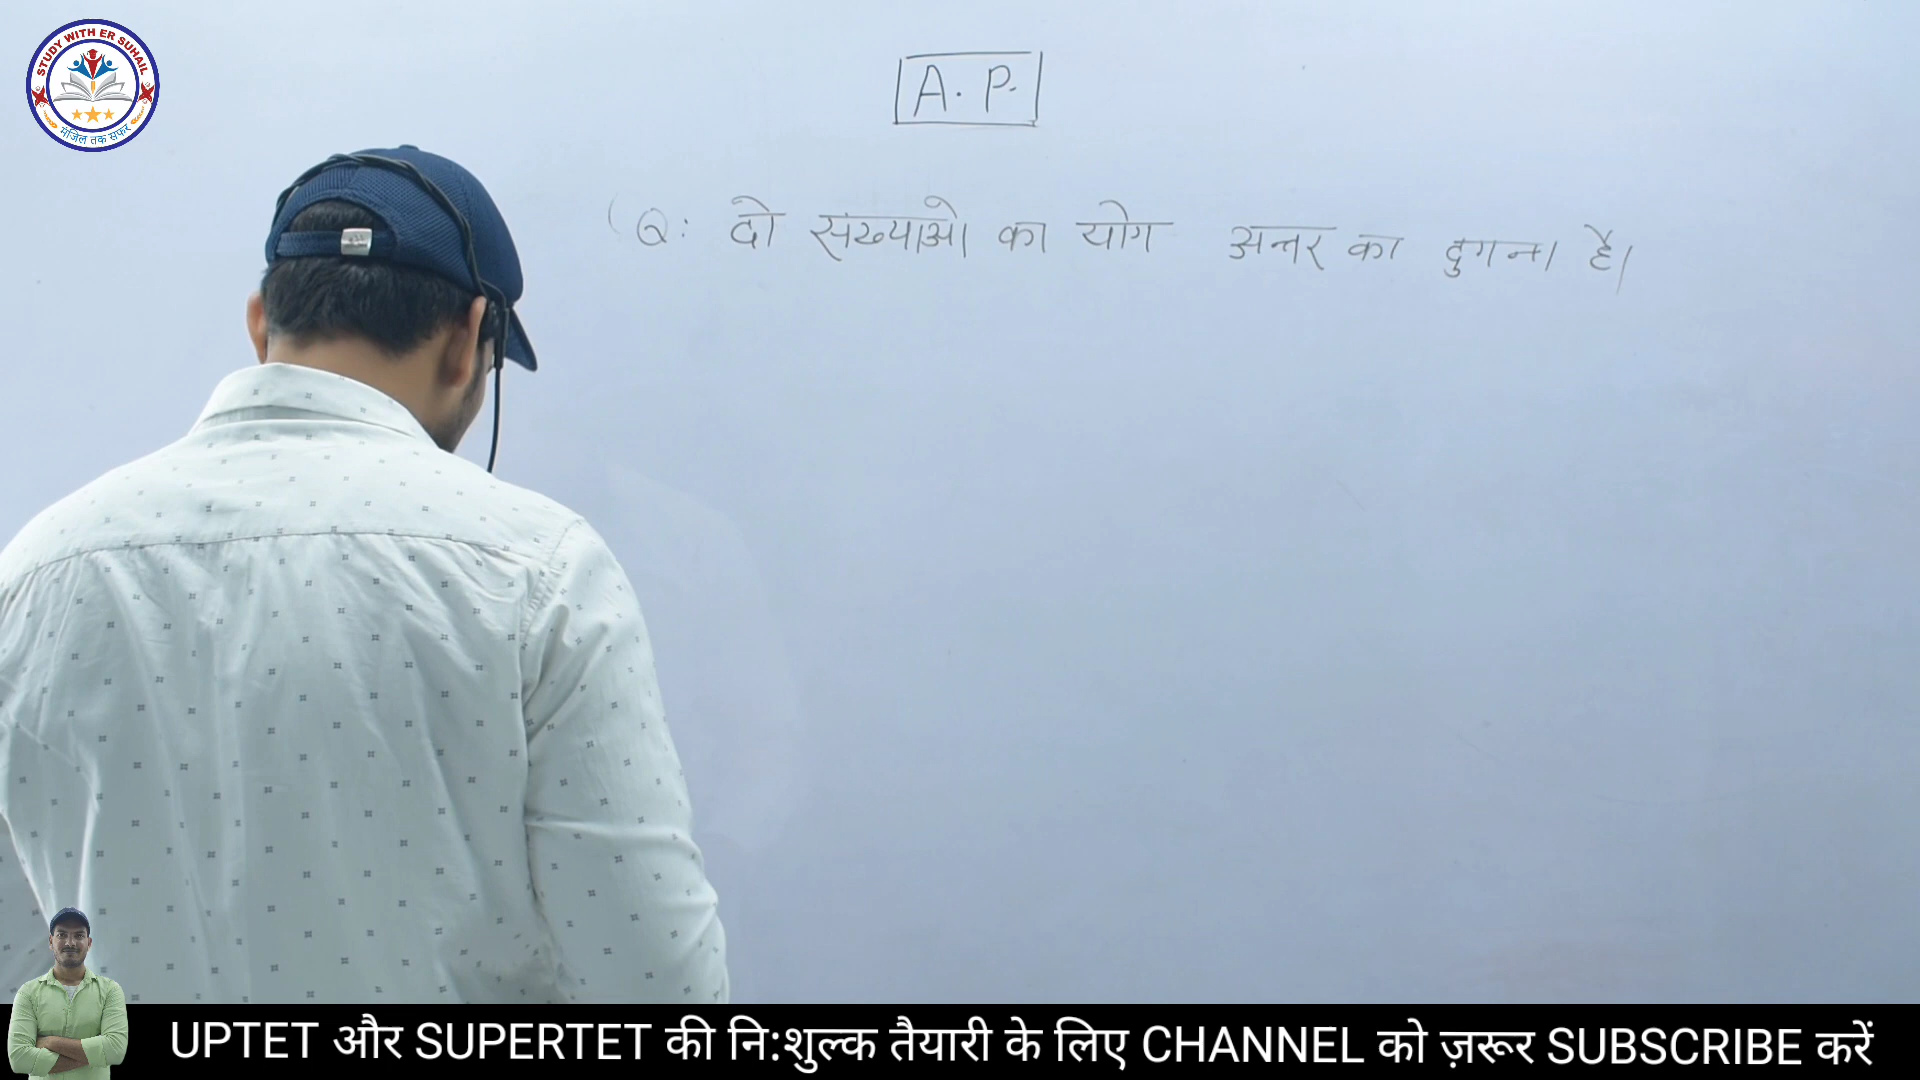 STUDY WITH ER SUHAIL
मंजिल तक सफर
A. P.
Q: दो संख्याओ का योग अन्तर का दुगना है।
UPTET और SUPERTET की नि:शुल्क तैयारी के लिए CHANNEL को ज़रूर SUBSCRIBE करें